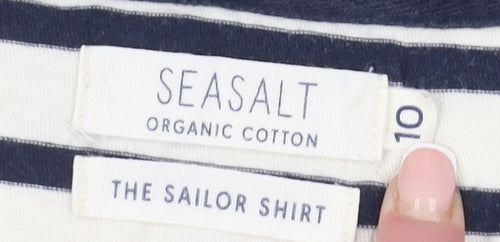 SEASALT
ORGANIC COTTON
10
THE SAILOR SHIRT